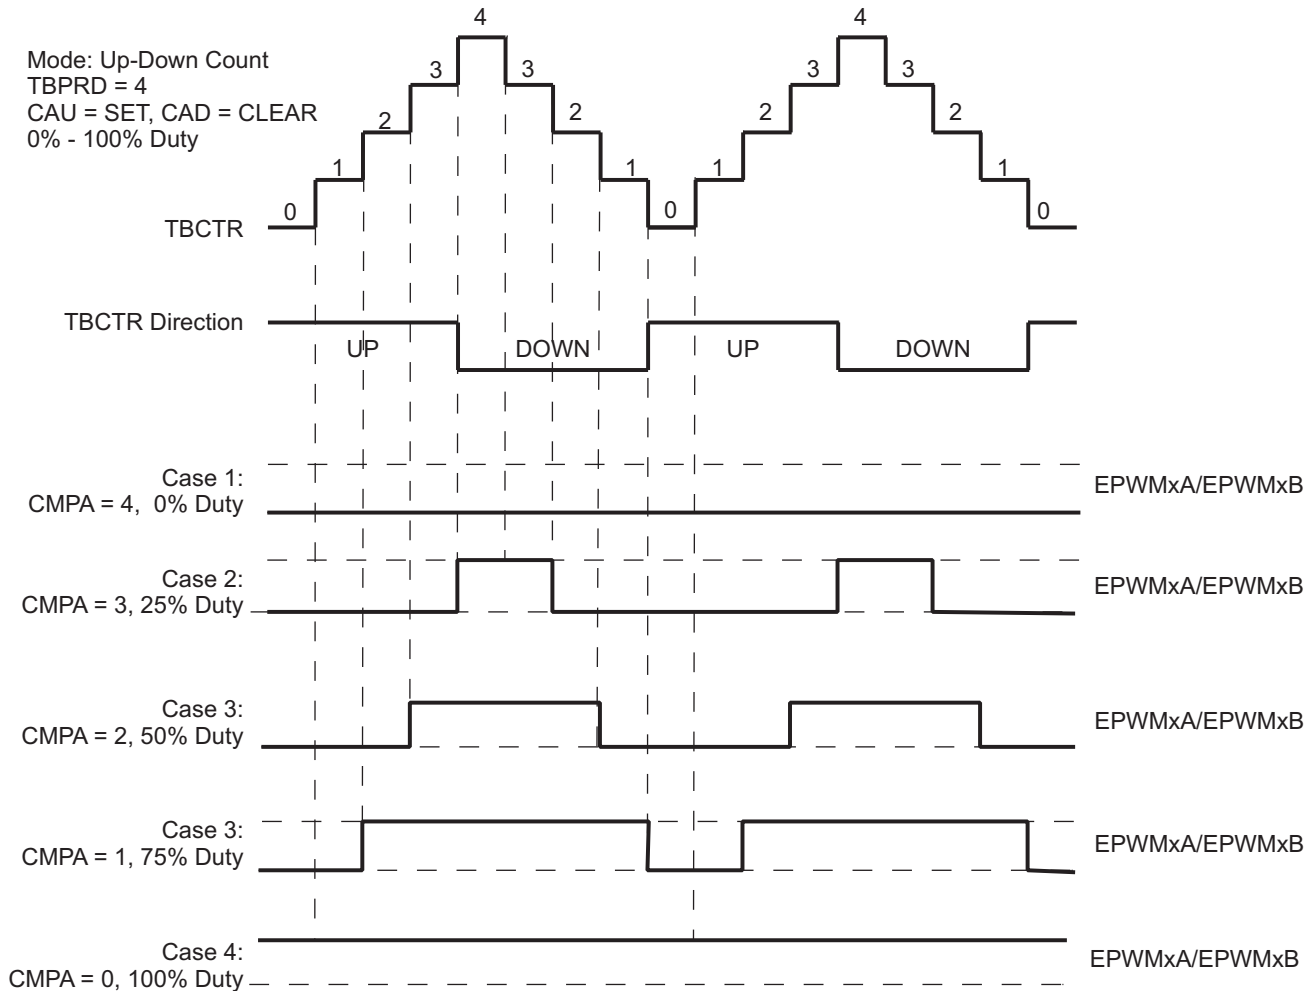 4
4
Mode: Up-Down Count
TBPRD = 4
CAU = SET, CAD = CLEAR
0% - 100% Duty
3
3
3
3
2
2
2
2
1
1
1
1
0
0
0
TBCTR
TBCTR Direction
UP
DOWN
UP
DOWN
Case 1:
CMPA = 4, 0% Duty
EPWMxA/EPWMxB
Case 2:
CMPA = 3, 25% Duty
EPWMxA/EPWMxB
Case 3:
CMPA = 2, 50% Duty
EPWMxA/EPWMxB
Case 3:
CMPA = 1, 75% Duty
EPWMxA/EPWMxB
Case 4:
CMPA = 0, 100% Duty
EPWMxA/EPWMxB